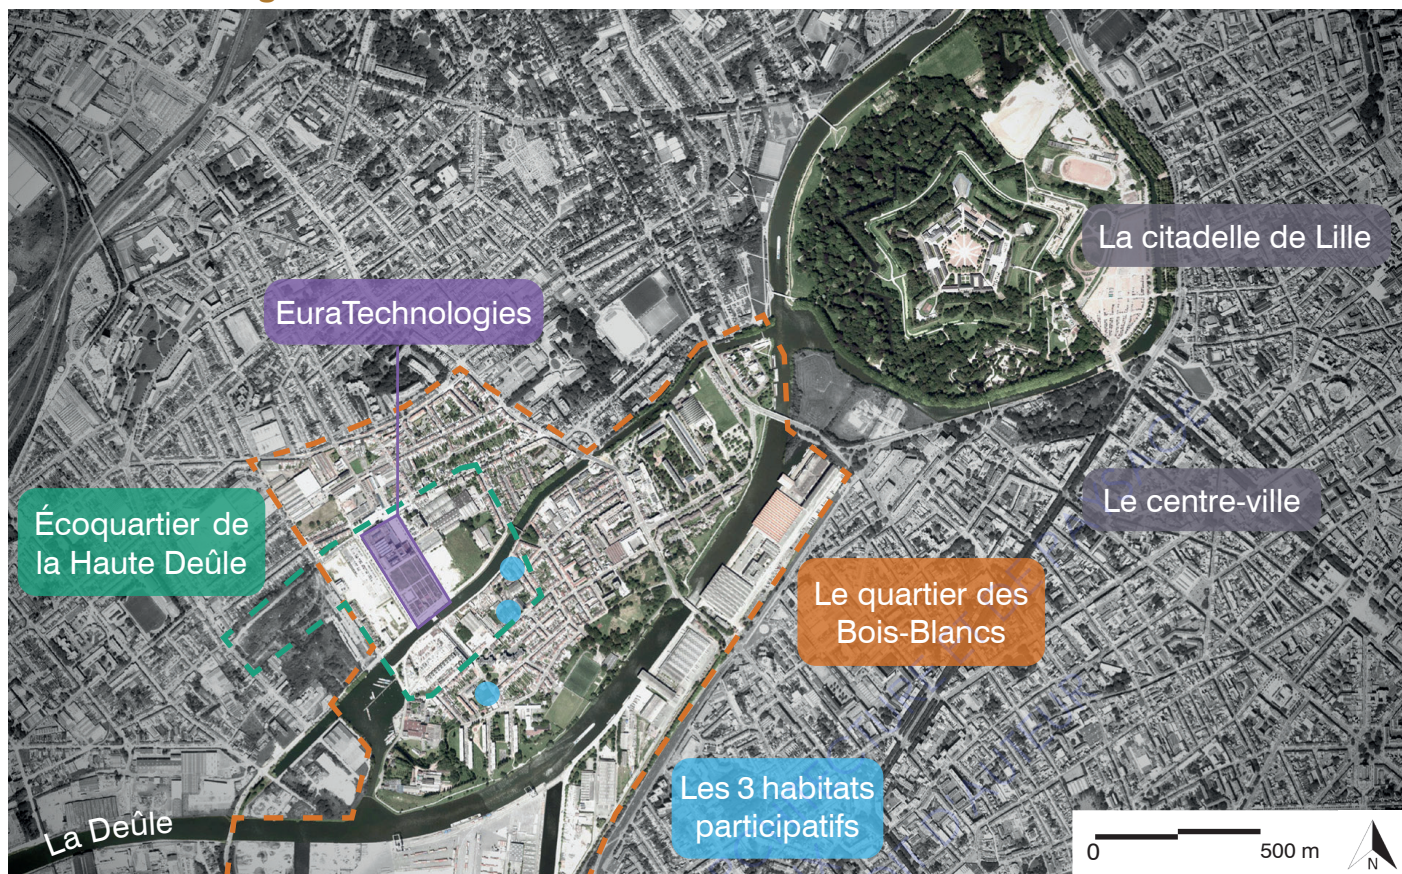 La citadelle de Lille
EuraTechnologies
Le centre-ville
Écoquartier de
la Haute Deûle
Le quartier des
Bois-Blancs
Les 3 habitats
participatifs
La Deûle
0
500 m
N